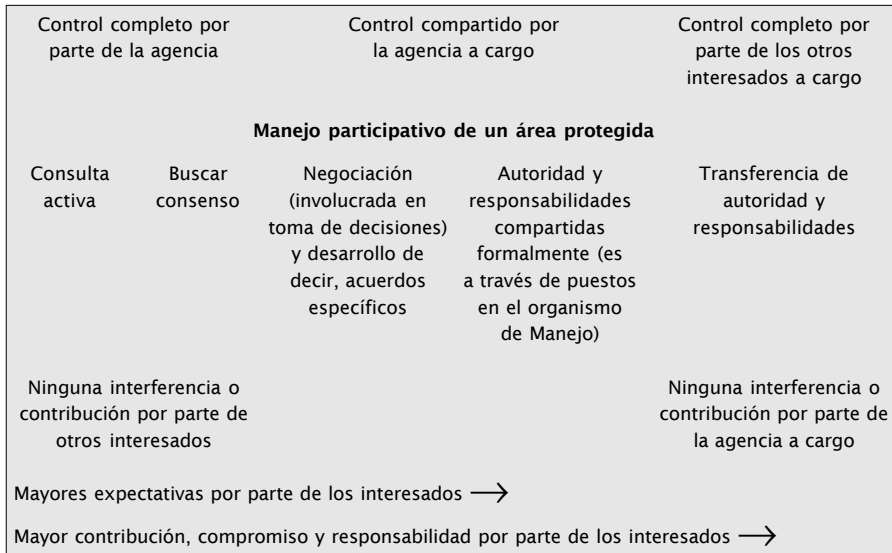 Control completo por
parte de la agencia
Control compartido por
la agencia a cargo
Control completo por
parte de los otros
interesados a cargo
Manejo participativo de un área protegida
Consulta
activa
Buscar
consenso
Negociación
(involucrada en
toma de decisiones)
y desarrollo de
decir, acuerdos
específicos
Autoridad y
responsabilidades
compartidas
formalmente (es
a través de puestos
en el organismo
de Manejo)
Transferencia de
autoridad y
responsabilidades
Ninguna interferencia o
contribución por parte de
otros interesados
Ninguna interferencia o
contribución por parte de
la agencia a cargo
Mayores expectativas por parte de los interesados →
Mayor contribución, compromiso y responsabilidad por parte de los interesados →